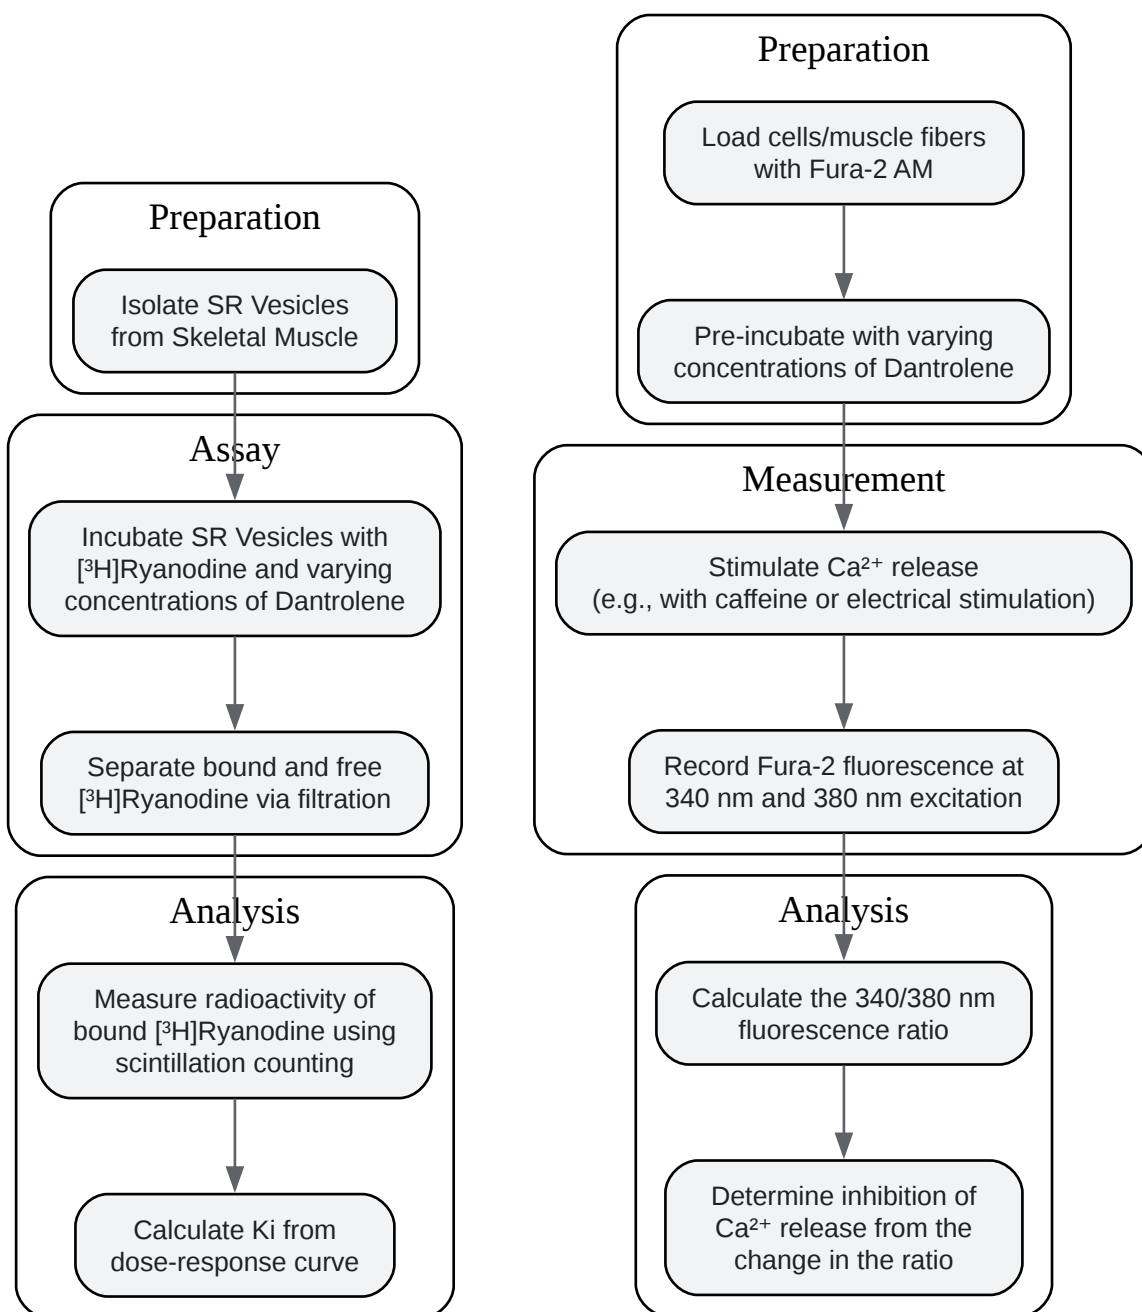 Preparation
Isolate SR Vesicles
from Skeletal Muscle
Assay
Incubate SR Vesicles with
[³H]Ryanodine and varying
concentrations of Dantrolene
Separate bound and free
[³H]Ryanodine via filtration
Analysis
Measure radioactivity of
bound [³H]Ryanodine using
scintillation counting
Calculate Ki from
dose-response curve
Preparation
Load cells/muscle fibers
with Fura-2 AM
Pre-incubate with varying
concentrations of Dantrolene
Measurement
Stimulate Ca²⁺ release
(e.g., with caffeine or electrical stimulation)
Record Fura-2 fluorescence at
340 nm and 380 nm excitation
Analysis
Calculate the 340/380 nm
fluorescence ratio
Determine inhibition of
Ca²⁺ release from the
change in the ratio